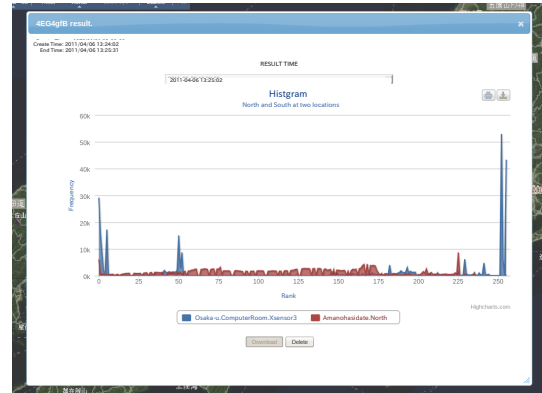 4EG4gfB result.
×
Create Time: 2011/04/06 13:24:02
End Time: 2011/04/06 13:25:31
RESULT TIME
2011-04-06 13:25:02
Histgram
North and South at two locations
60k
50k
40k
30k
20k
10k
0k
Frequency
0 25 50 75 100 125 150 175 200 225 250
Rank
Highcharts.com
Osaka-u.ComputerRoom.Xsensor3 Amanohasidate.North
Download Delete